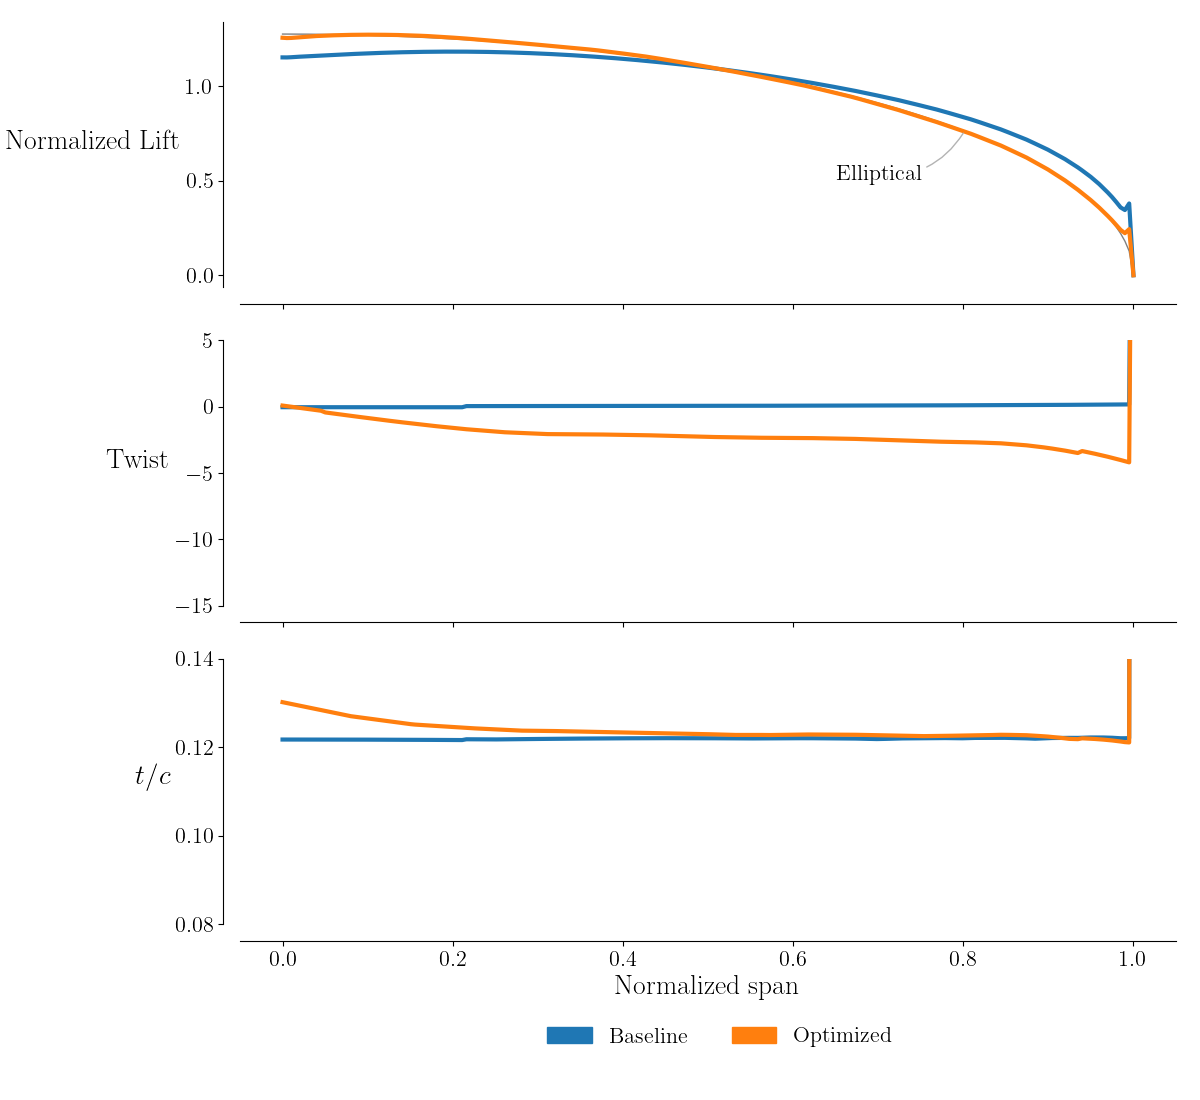 1.0
Normalized Lift
0.5
Elliptical
0.0
5
0
Twist
−5
−10
−15
0.14
0.12
t/c
0.10
0.08
0.0 0.2 0.4 0.6 0.8 1.0
Normalized span
Baseline Optimized